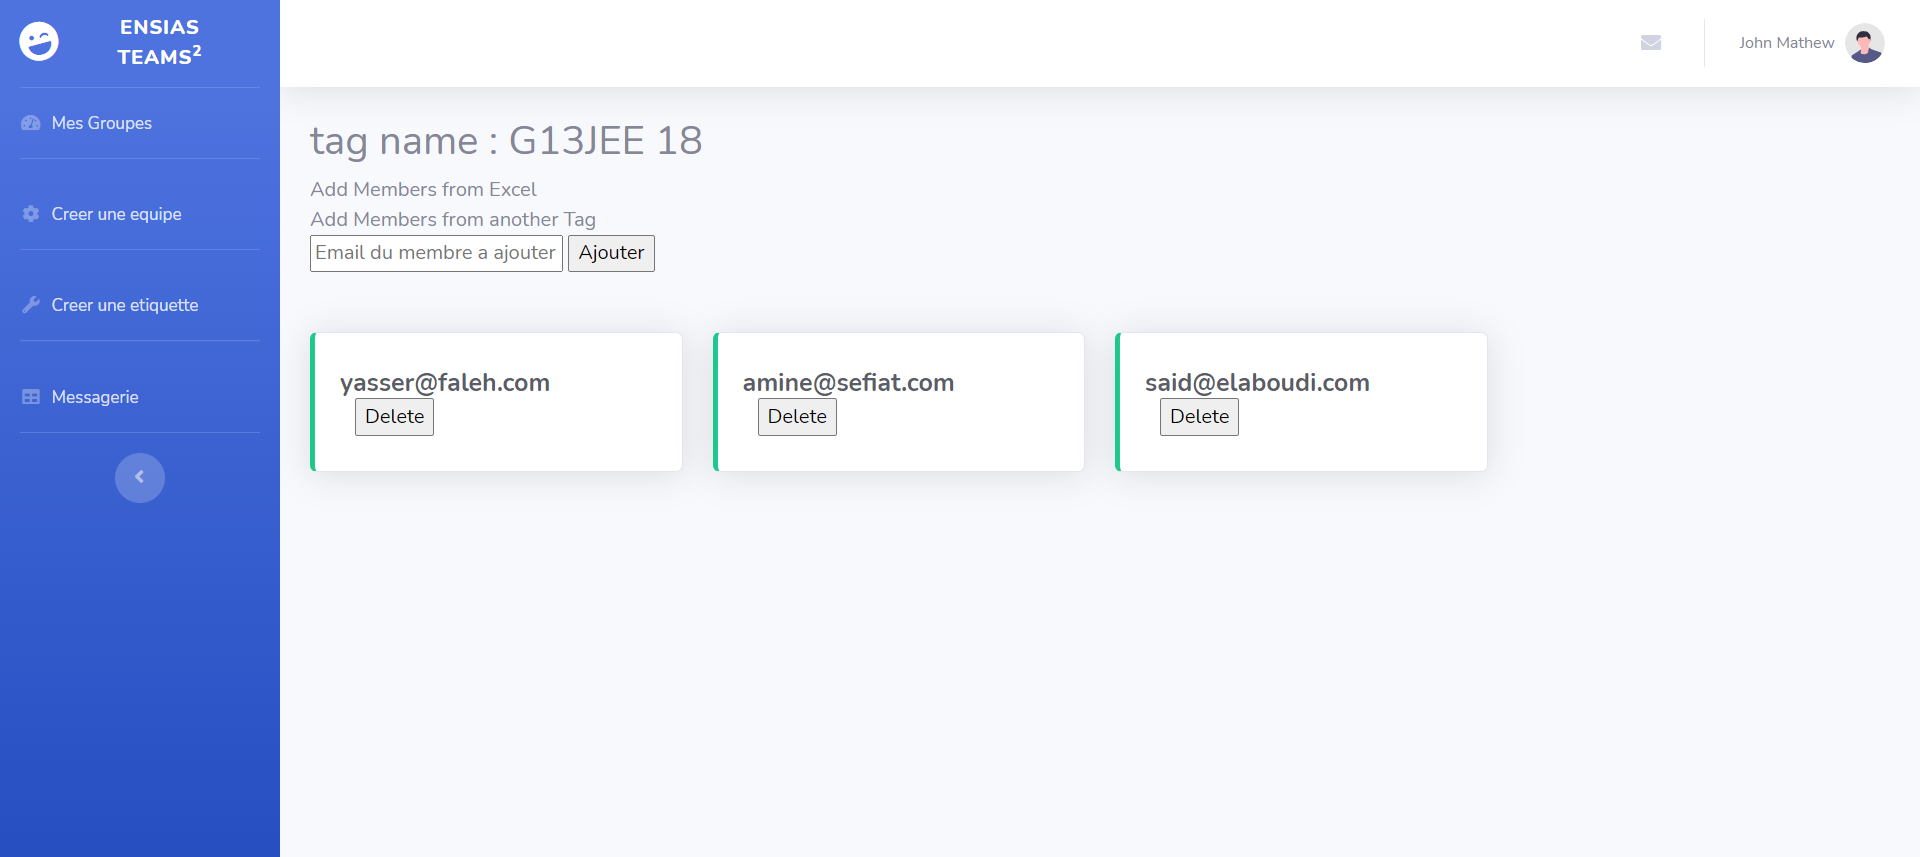 ENSIAS
TEAMS²
Mes Groupes
Creer une equipe
Creer une etiquette
Messagerie
John Mathew
tag name : G13JEE 18
Add Members from Excel
Add Members from another Tag
Email du membre a ajouter Ajouter
yasser@faleh.com
Delete
amine@sefiat.com
Delete
said@elaboudi.com
Delete